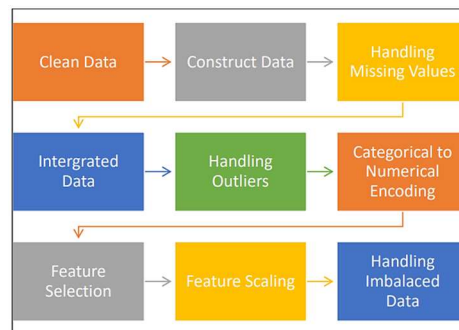 Clean Data
Construct Data
Handling
Missing Values
Intergrated
Data
Handling
Outliers
Categorical to
Numerical
Encoding
Feature
Selection
Feature Scaling
Handling
Imbalaced
Data